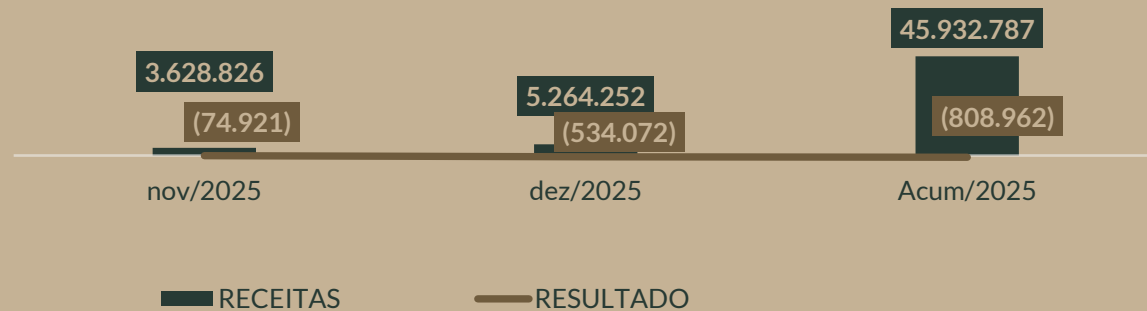 45.932.787
3.628.826
5.264.252
(74.921)
(534.072)
(808.962)
nov/2025
dez/2025
Acum/2025
RECEITAS
RESULTADO